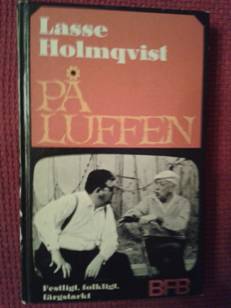 Lasse
Holmqvist
PÅ
LUFFEN
Festligt, folkligt,
färgstarkt
BFB